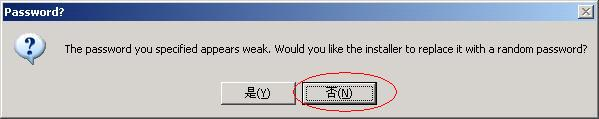 Password?
The password you specified appears weak. Would you like the installer to replace it with a random password?
是(Y) 否(N)